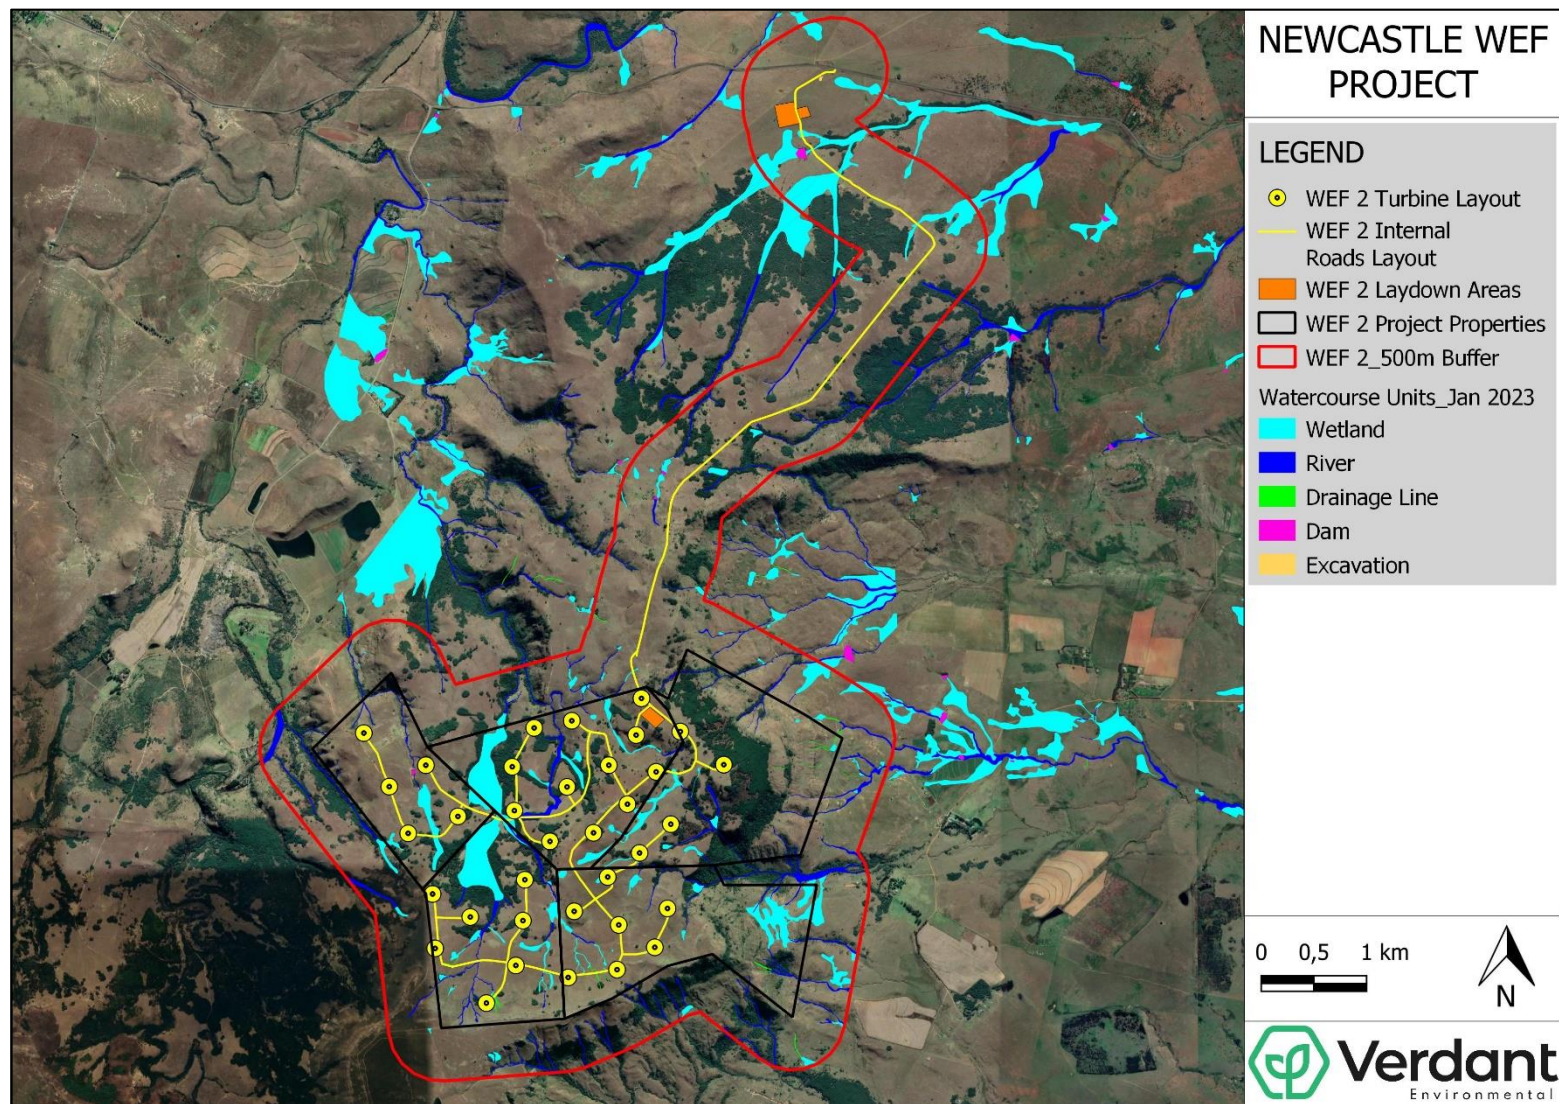 NEWCASTLE WEF
PROJECT
LEGEND
WEF 2 Turbine Layout
WEF 2 Internal
Roads Layout
WEF 2 Laydown Areas
WEF 2 Project Properties
WEF 2_500m Buffer
Watercourse Units_Jan 2023
Wetland
River
Drainage Line
Dam
Excavation
0 0,5 1 km
N
Verdant
Environmental